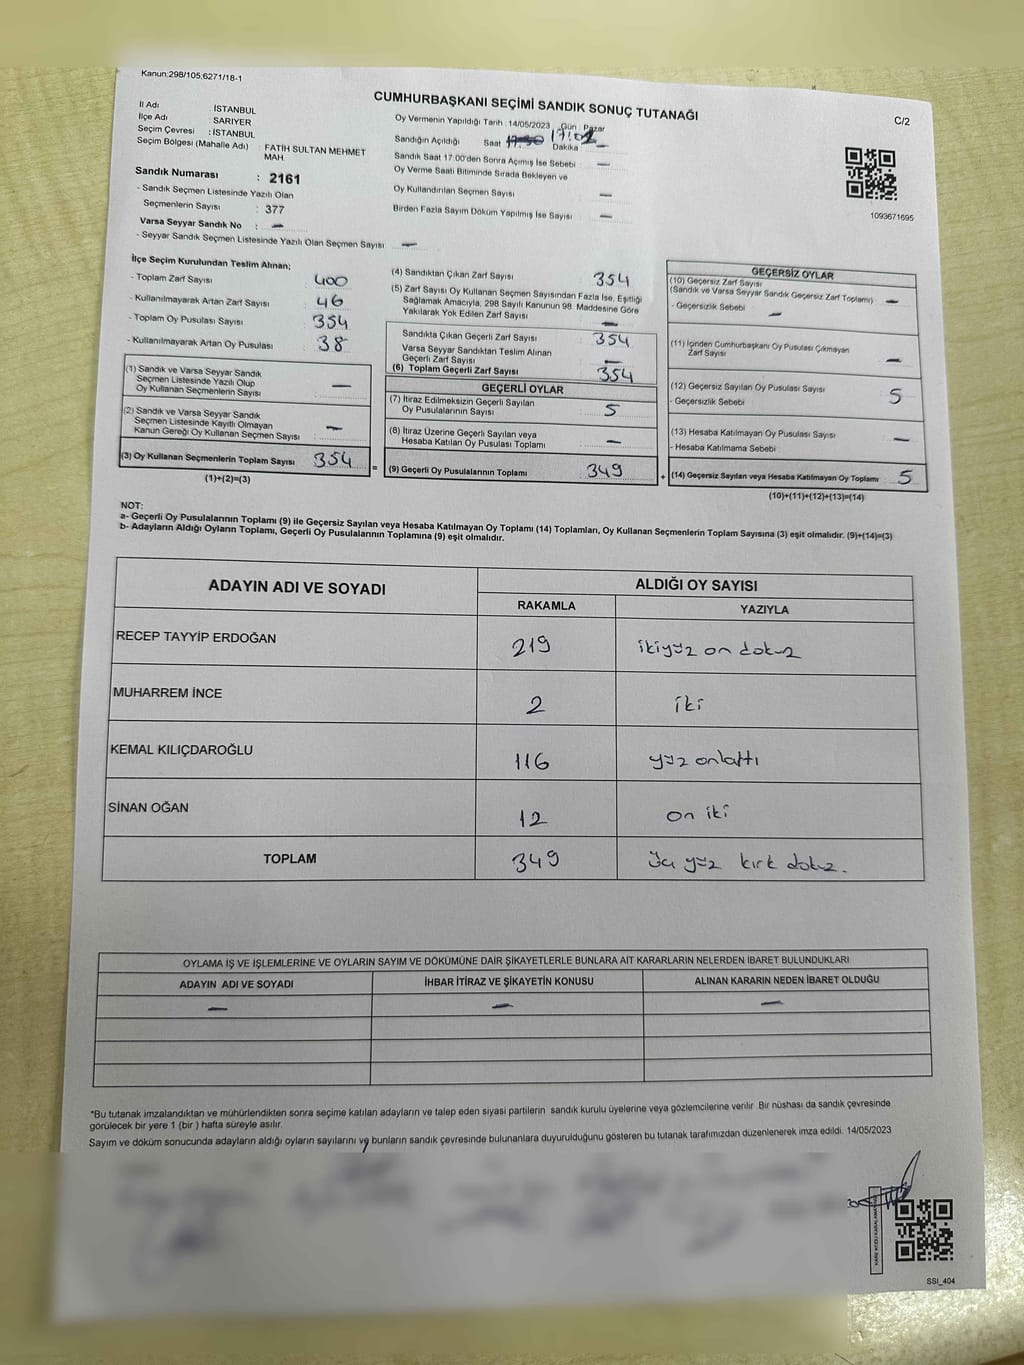 Kanun;298/105;6271/18-1
CUMHURBAŞKANI SEÇİMİ SANDIK SONUÇ TUTANAĞI
C/2
İl Adı İSTANBUL
İlçe Adı SARIYER
Seçim Çevresi : İSTANBUL
Seçim Bölgesi (Mahalle Adı) : FATİH SULTAN MEHMET
MAH.
Sandık Numarası : 2161
- Sandık Seçmen Listesinde Yazılı Olan
Seçmenlerin Sayısı : 377
Varsa Seyyar Sandık No : —
- Seyyar Sandık Seçmen Listesinde Yazılı Olan Seçmen Sayısı —
Oy Vermenin Yapıldığı Tarih : 14/05/2023 Gün : Pazar
Sandığın Açıldığı Saat 17:02 Dakika —
Sandık Saat 17.00'den Sonra Açımış İse Sebebi —
Oy Verme Saati Bitiminde Sırada Bekleyen ve
Oy Kullandırılan Seçmen Sayısı —
Birden Fazla Sayım Döküm Yapılmış İse Sayısı —
1093671695
İlçe Seçim Kurulundan Teslim Alınan;
- Toplam Zarf Sayısı 400
- Kullanılmayarak Artan Zarf Sayısı 46
- Toplam Oy Pusulası Sayısı 354
- Kullanılmayarak Artan Oy Pusulası 38
(1) Sandık ve Varsa Seyyar Sandık
Seçmen Listesinde Yazılı Olup
Oy Kullanan Seçmenlerin Sayısı —
(2) Sandık ve Varsa Seyyar Sandık
Seçmen Listesinde Kayıtlı Olmayan
Kanun Gereği Oy Kullanan Seçmen Sayısı —
(3) Oy Kullanan Seçmenlerin Toplam Sayısı 354 =
(1)+(2)=(3)
(4) Sandıktan Çıkan Zarf Sayısı 354
(5) Zarf Sayısı Oy Kullanan Seçmen Sayısından Fazla İse, Eşitliği
Sağlamak Amacıyla; 298 Sayılı Kanunun 98. Maddesine Göre
Yakılarak Yok Edilen Zarf Sayısı —
Sandıkta Çıkan Geçerli Zarf Sayısı 354
Varsa Seyyar Sandıktan Teslim Alınan
Geçerli Zarf Sayısı —
(6) Toplam Geçerli Zarf Sayısı 354
GEÇERLİ OYLAR
(7) İtiraz Edilmeksizin Geçerli Sayılan
Oy Pusulalarının Sayısı 5
(8) İtiraz Üzerine Geçerli Sayılan veya
Hesaba Katılan Oy Pusulası Toplamı —
(9) Geçerli Oy Pusulalarının Toplamı 349 +
GEÇERSİZ OYLAR
(10) Geçersiz Zarf Sayısı
(Sandık ve Varsa Seyyar Sandık Geçersiz Zarf Toplamı) —
- Geçersizlik Sebebi —
(11) İçinden Cumhurbaşkanı Oy Pusulası Çıkmayan
Zarf Sayısı —
(12) Geçersiz Sayılan Oy Pusulası Sayısı 5
- Geçersizlik Sebebi
(13) Hesaba Katılmayan Oy Pusulası Sayısı —
- Hesaba Katılmama Sebebi
(14) Geçersiz Sayılan veya Hesaba Katılmayan Oy Toplamı 5
(10)+(11)+(12)+(13)=(14)
NOT:
a- Geçerli Oy Pusulalarının Toplamı (9) ile Geçersiz Sayılan veya Hesaba Katılmayan Oy Toplamı (14) Toplamları, Oy Kullanan Seçmenlerin Toplam Sayısına (3) eşit olmalıdır. (9)+(14)=(3)
b- Adayların Aldığı Oyların Toplamı, Geçerli Oy Pusulalarının Toplamına (9) eşit olmalıdır.
ADAYIN ADI VE SOYADI ALDIĞI OY SAYISI
RAKAMLA YAZIYLA
RECEP TAYYİP ERDOĞAN 219 ikiyüz on dokuz
MUHARREM İNCE 2 iki
KEMAL KILIÇDAROĞLU 116 yüz onaltı
SİNAN OĞAN 12 on iki
TOPLAM 349 üç yüz kırk dokuz.
OYLAMA İŞ VE İŞLEMLERİNE VE OYLARIN SAYIM VE DÖKÜMÜNE DAİR ŞİKAYETLERLE BUNLARA AİT KARARLARIN NELERDEN İBARET BULUNDUKLARI
ADAYIN ADI VE SOYADI İHBAR İTİRAZ VE ŞİKAYETİN KONUSU ALINAN KARARIN NEDEN İBARET OLDUĞU
— — —
*Bu tutanak imzalandıktan ve mühürlendikten sonra seçime katılan adayların ve talep eden siyasi partilerin sandık kurulu üyelerine veya gözlemcilerine verilir Bir nüshası da sandık çevresinde
görülecek bir yere 1 (bir ) hafta süreyle asılır.
Sayım ve döküm sonucunda adayların aldığı oyların sayılarını ve bunların sandık çevresinde bulunanlara duyurulduğunu gösteren bu tutanak tarafımızdan düzenlenerek imza edildi. 14/05/2023
SSI_404